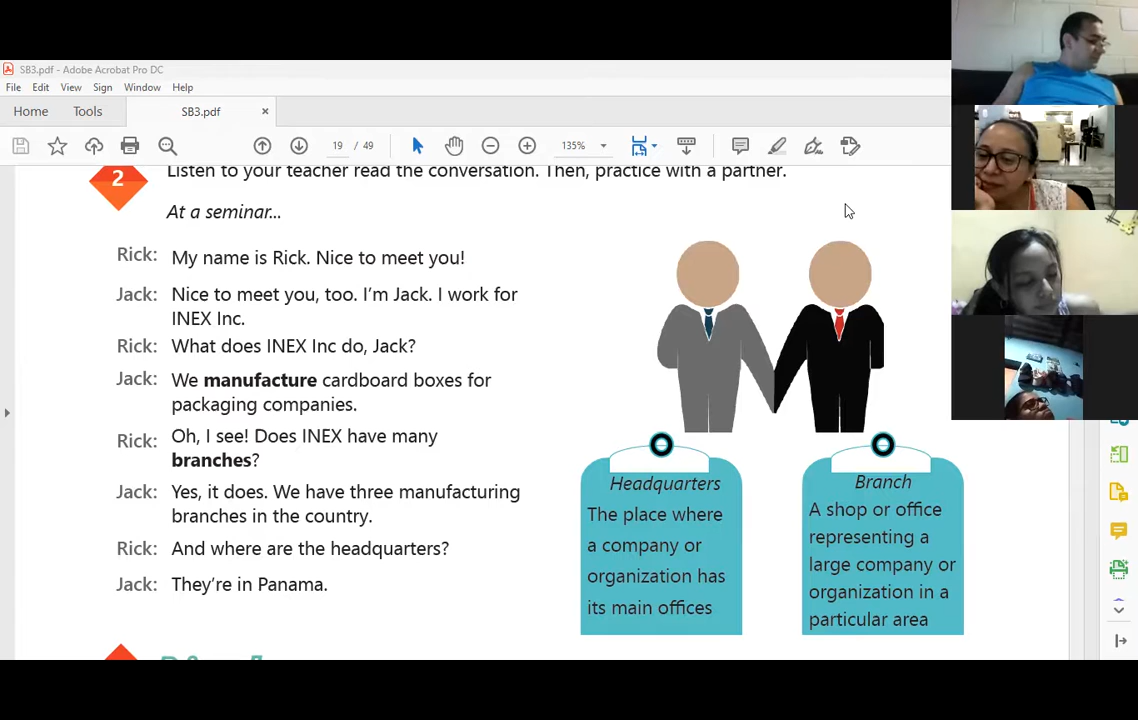 SB3.pdf - Adobe Acrobat Pro DC
File Edit View Sign Window Help
Home Tools SB3.pdf ×
19 / 49 135%
2 Listen to your teacher read the conversation. Then, practice with a partner.
At a seminar...
Rick: My name is Rick. Nice to meet you!
Jack: Nice to meet you, too. I'm Jack. I work for
INEX Inc.
Rick: What does INEX Inc do, Jack?
Jack: We manufacture cardboard boxes for
packaging companies.
Rick: Oh, I see! Does INEX have many
branches?
Jack: Yes, it does. We have three manufacturing
branches in the country.
Rick: And where are the headquarters?
Jack: They're in Panama.
Headquarters
The place where
a company or
organization has
its main offices
Branch
A shop or office
representing a
large company or
organization in a
particular area